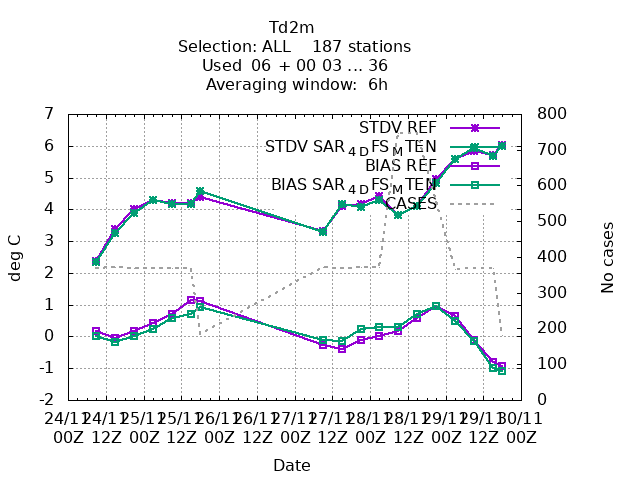 Td2m
Selection: ALL 187 stations
Used 06 + 00 03 ... 36
Averaging window: 6h
7
6
5
4
3
2
1
0
-1
-2
deg C
800
700
600
500
400
300
200
100
0
No cases
STDV REF
STDV SAR4DFSMTEN
BIAS REF
BIAS SAR4DFSMTEN
CASES
24/11 24/11 25/11 25/11 26/11 26/11 27/11 27/11 28/11 28/11 29/11 29/11 30/11
00Z 12Z 00Z 12Z 00Z 12Z 00Z 12Z 00Z 12Z 00Z 12Z 00Z
Date